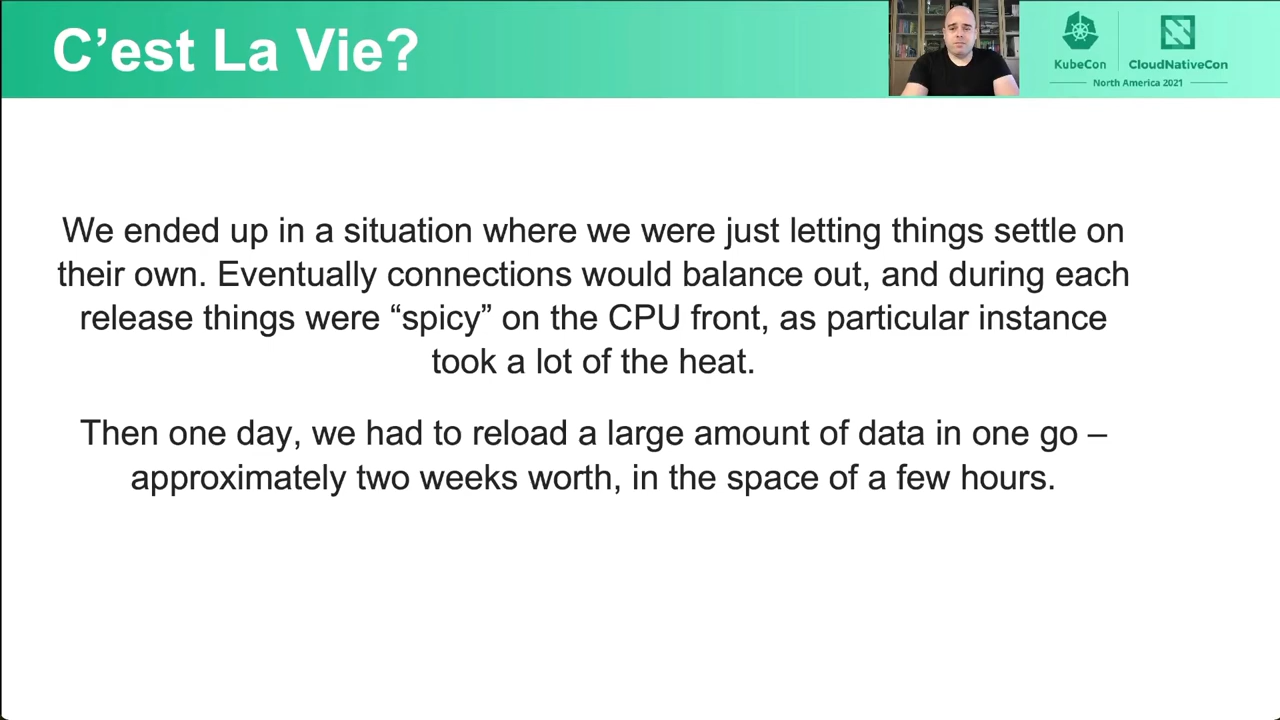 C’est La Vie?
KubeCon
CloudNativeCon
North America 2021
We ended up in a situation where we were just letting things settle on
their own. Eventually connections would balance out, and during each
release things were “spicy” on the CPU front, as particular instance
took a lot of the heat.
Then one day, we had to reload a large amount of data in one go –
approximately two weeks worth, in the space of a few hours.